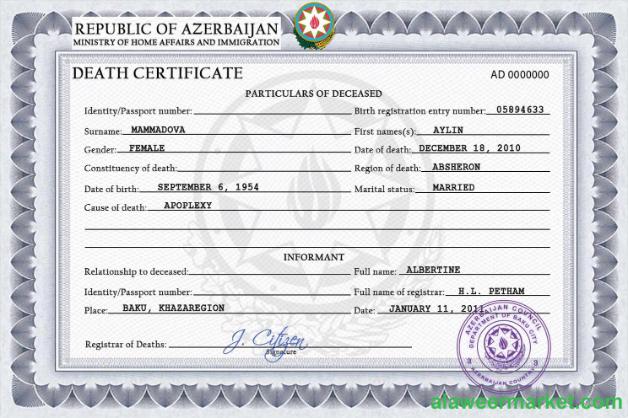 REPUBLIC OF AZERBAIJAN
MINISTRY OF HOME AFFAIRS AND IMMIGRATION
DEATH CERTIFICATE AD 0000000
PARTICULARS OF DECEASED
Identity/Passport number: Birth registration entry number: 05894633
Surname: MAMMADOVA First names(s): AYLIN
Gender: FEMALE Date of death: DECEMBER 18, 2010
Constituency of death: Region of death: ABSHERON
Date of birth: SEPTEMBER 6, 1954 Marital status: MARRIED
Cause of death: APOPLEXY
INFORMANT
Relationship to deceased: Full name: ALBERTINE
Identity/Passport number: Full name of registrar: H.L. PETHAM
Place: BAKU, KHAZAREGION Date: JANUARY 11, 2011
Registrar of Deaths: J. Citizen
Signature
AZERBAIJAN COUNCIL
DEPARTMENT OF BAKU CITY
3 3
AZERBAIJAN COUNTRY
alaweermarket.com